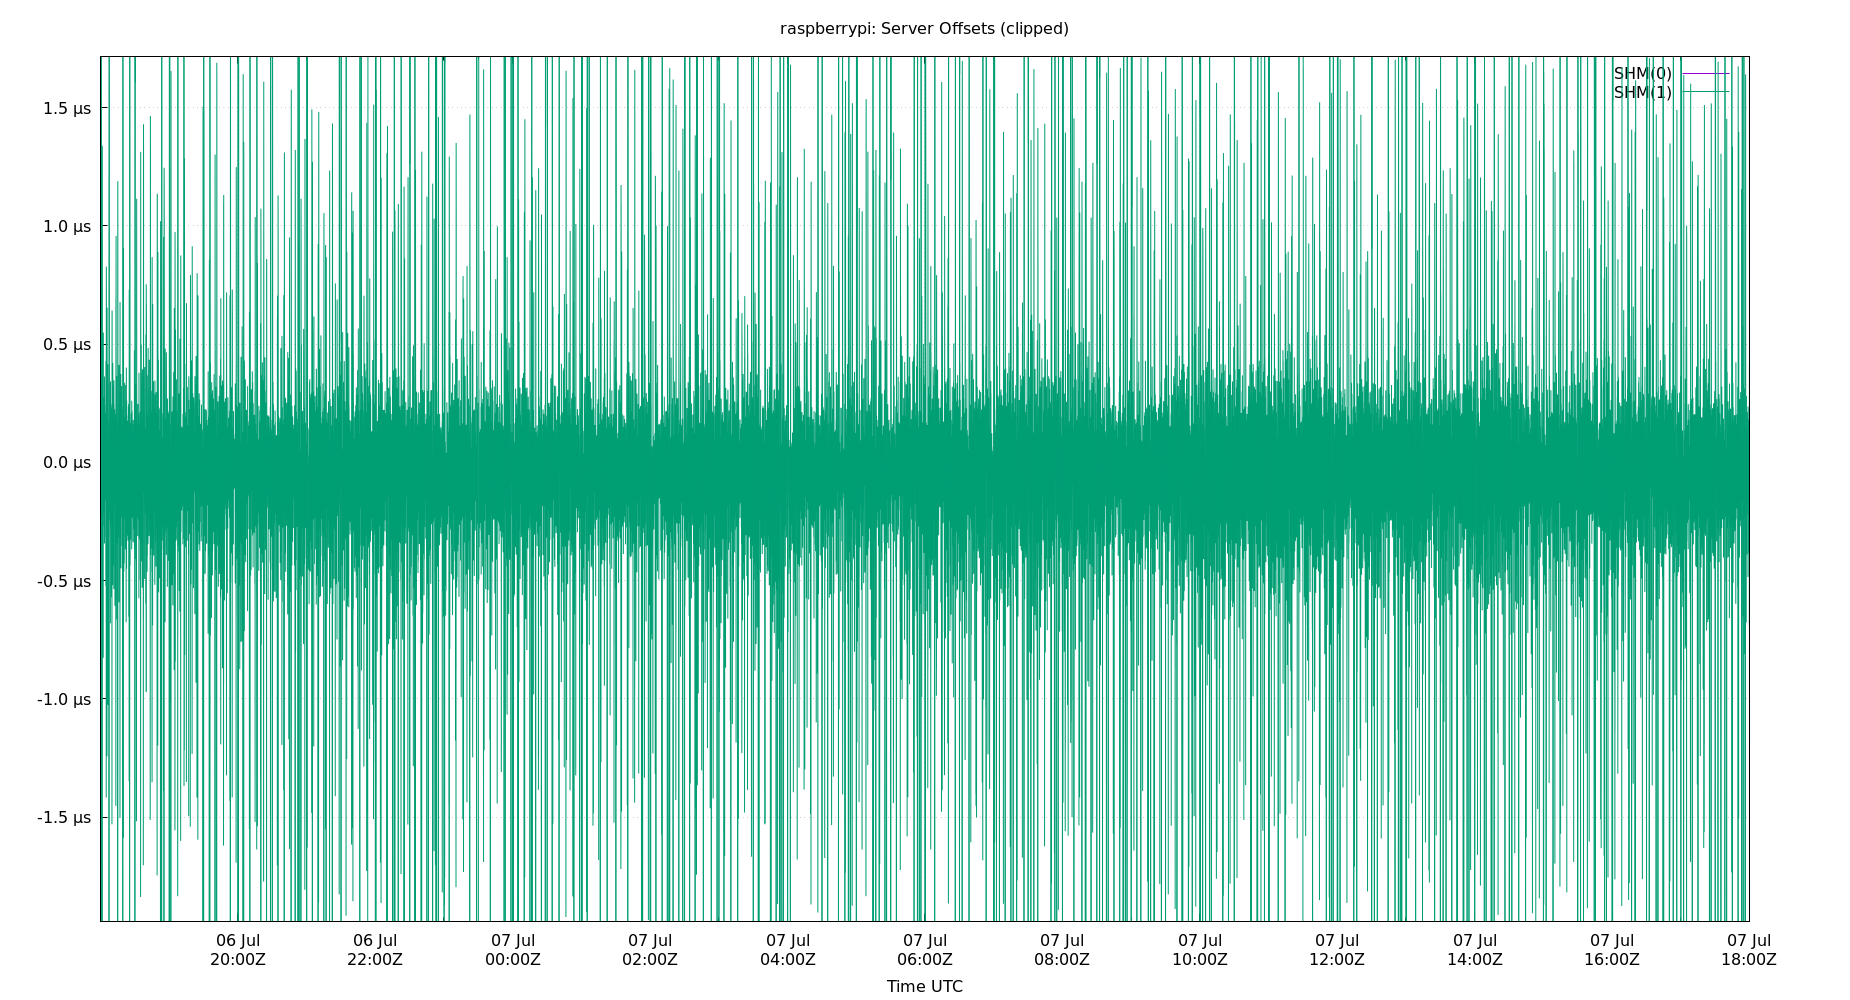 raspberrypi: Server Offsets (clipped)
SHM(0)
SHM(1)
1.5 µs
1.0 µs
0.5 µs
0.0 µs
-0.5 µs
-1.0 µs
-1.5 µs
06 Jul 06 Jul 07 Jul 07 Jul 07 Jul 07 Jul 07 Jul 07 Jul 07 Jul 07 Jul 07 Jul 07 Jul
20:00Z 22:00Z 00:00Z 02:00Z 04:00Z 06:00Z 08:00Z 10:00Z 12:00Z 14:00Z 16:00Z 18:00Z
Time UTC